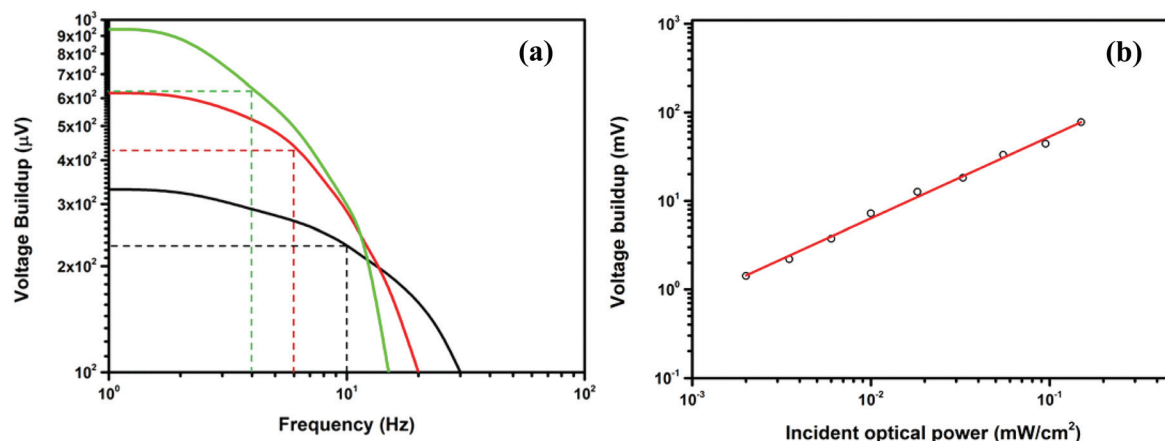 (a)
Voltage Buildup (μV)
10³
9x10²
8x10²
7x10²
6x10²
5x10²
4x10²
3x10²
2x10²
10²
10⁰
10¹
10²
Frequency (Hz)
(b)
Voltage buildup (mV)
10³
10²
10¹
10⁰
10⁻¹
10⁻³
10⁻²
10⁻¹
Incident optical power (mW/cm²)